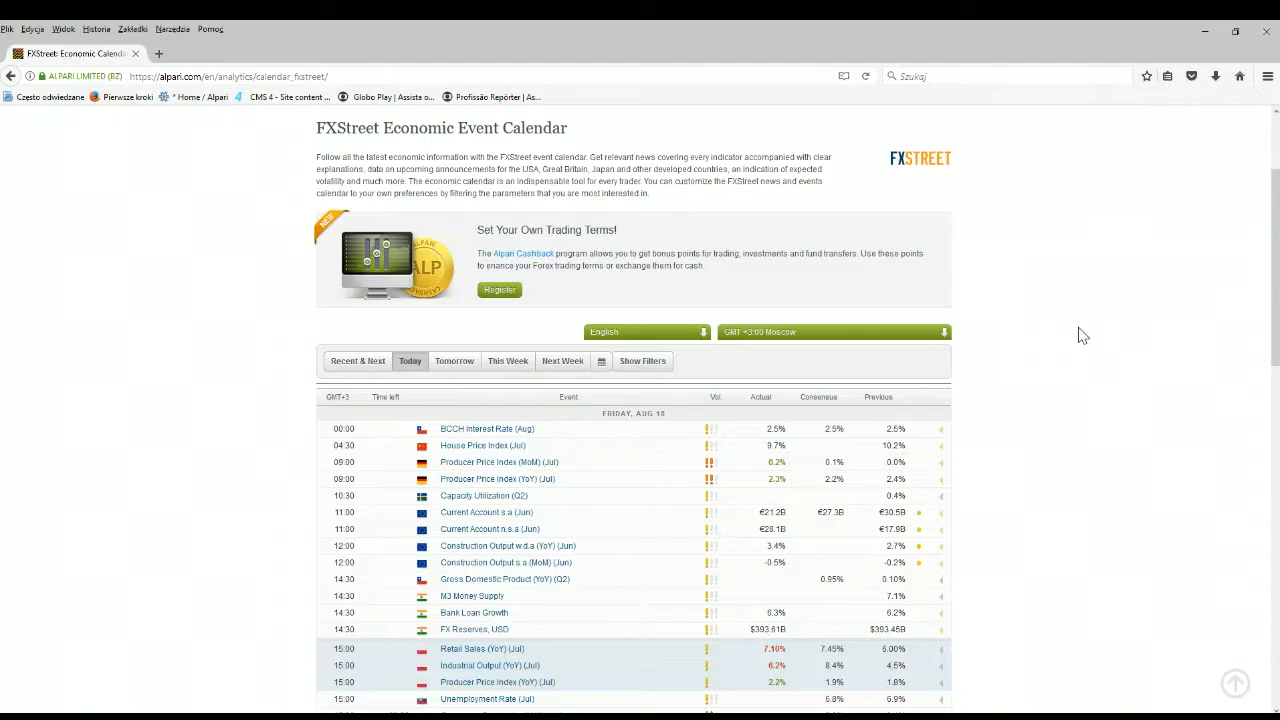 Plik Edycja Widok Historia Zakładki Narzędzia Pomoc
FXStreet: Economic Calenda
ALPARI LIMITED (BZ) https://alpari.com/en/analytics/calendar_fxstreet/ Szukaj
Często odwiedzane Pierwsze kroki * Home / Alpari CMS 4 - Site content ... Globo Play | Assista o... Profissão Repórter | As...
FXStreet Economic Event Calendar
Follow all the latest economic information with the FXStreet event calendar. Get relevant news covering every indicator accompanied with clear
explanations, data on upcoming announcements for the USA, Great Britain, Japan and other developed countries, an indication of expected
volatility and much more. The economic calendar is an indispensable tool for every trader. You can customize the FXStreet news and events
calendar to your own preferences by filtering the parameters that you are most interested in.
FXSTREET
NEW
ALPARI
ALP
CASHBACK
Set Your Own Trading Terms!
The Alpari Cashback program allows you to get bonus points for trading, investments and fund transfers. Use these points
to enance your Forex trading terms or exchange them for cash.
Register
English GMT +3:00 Moscow
Recent & Next Today Tomorrow This Week Next Week Show Filters
GMT+3 Time left Event Vol. Actual Consensus Previous
FRIDAY, AUG 18
00:00 BCCH Interest Rate (Aug) 2.5% 2.5% 2.5%
04:30 House Price Index (Jul) 9.7% 10.2%
09:00 Producer Price Index (MoM) (Jul) 0.2% 0.1% 0.0%
09:00 Producer Price Index (YoY) (Jul) 2.3% 2.2% 2.4%
10:30 Capacity Utilization (Q2) 0.4%
11:00 Current Account s.a (Jun) €21.2B €27.3B €30.5B
11:00 Current Account n.s.a (Jun) €28.1B €17.9B
12:00 Construction Output w.d.a (YoY) (Jun) 3.4% 2.7%
12:00 Construction Output s.a (MoM) (Jun) -0.5% -0.2%
14:30 Gross Domestic Product (YoY) (Q2) 0.95% 0.10%
14:30 M3 Money Supply 7.1%
14:30 Bank Loan Growth 6.3% 6.2%
14:30 FX Reserves, USD $393.61B $393.45B
15:00 Retail Sales (YoY) (Jul) 7.10% 7.45% 6.00%
15:00 Industrial Output (YoY) (Jul) 6.2% 8.4% 4.5%
15:00 Producer Price Index (YoY) (Jul) 2.2% 1.9% 1.8%
15:00 Unemployment Rate (Jul) 6.8% 6.9%